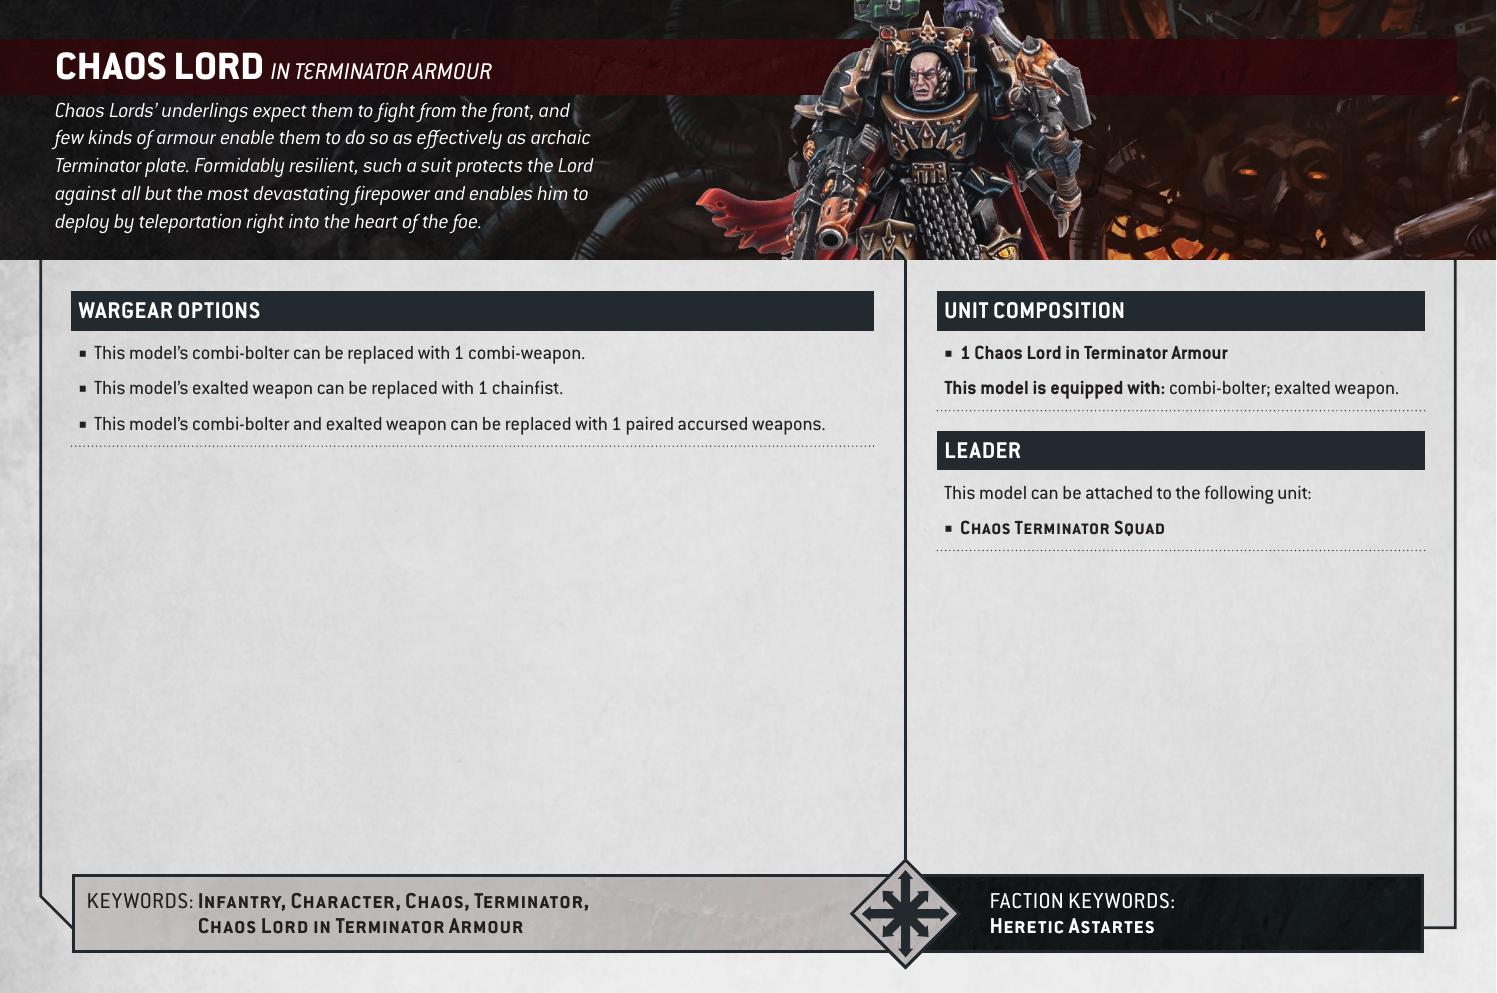 CHAOS LORD IN TERMINATOR ARMOUR
Chaos Lords’ underlings expect them to fight from the front, and
few kinds of armour enable them to do so as effectively as archaic
Terminator plate. Formidably resilient, such a suit protects the Lord
against all but the most devastating firepower and enables him to
deploy by teleportation right into the heart of the foe.
WARGEAR OPTIONS
■ This model’s combi-bolter can be replaced with 1 combi-weapon.
■ This model’s exalted weapon can be replaced with 1 chainfist.
■ This model’s combi-bolter and exalted weapon can be replaced with 1 paired accursed weapons.
UNIT COMPOSITION
■ 1 Chaos Lord in Terminator Armour
This model is equipped with: combi-bolter; exalted weapon.
LEADER
This model can be attached to the following unit:
■ Chaos Terminator Squad
KEYWORDS: Infantry, Character, Chaos, Terminator,
Chaos Lord in Terminator Armour
FACTION KEYWORDS:
Heretic Astartes